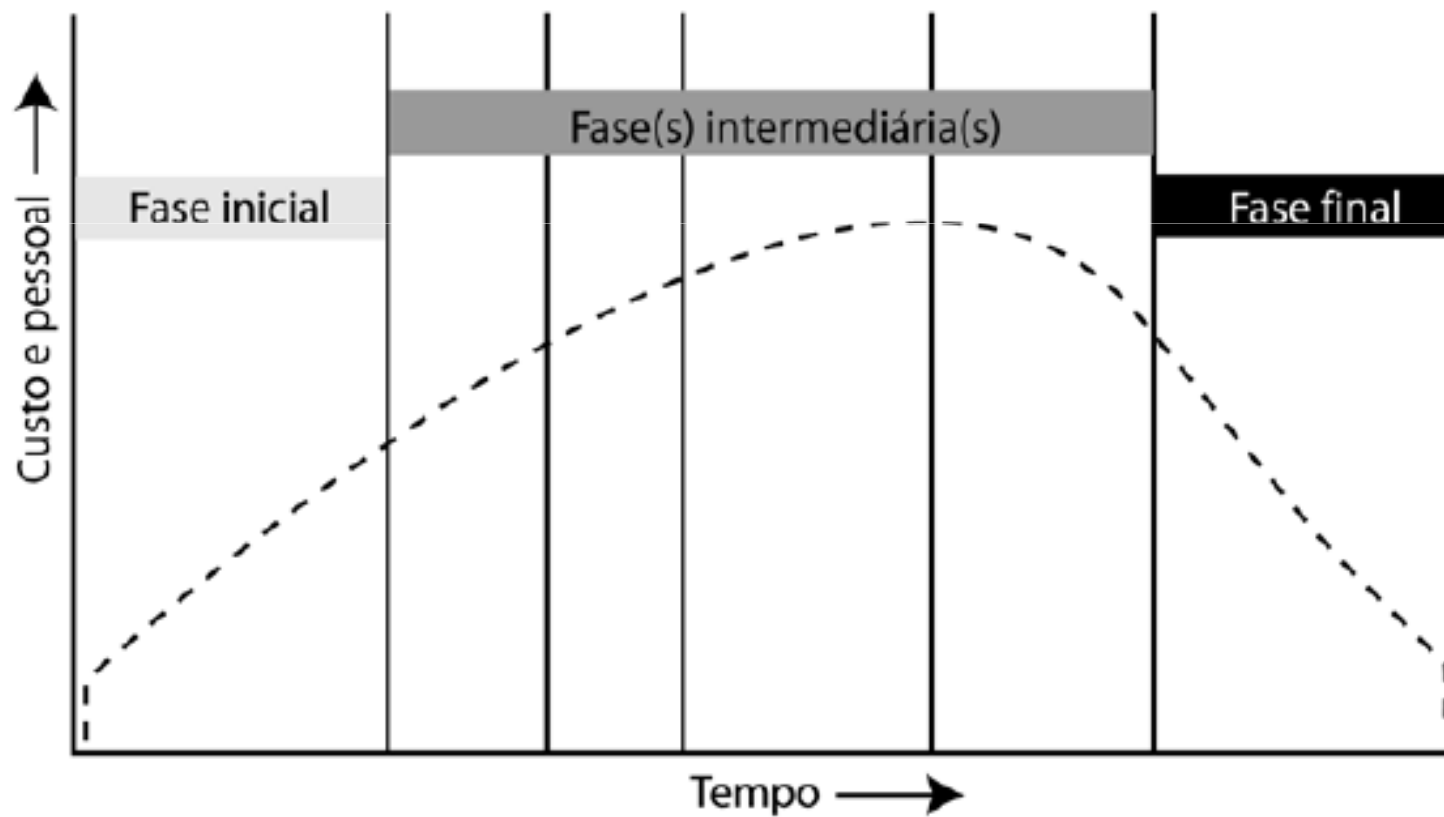 Fase(s) intermediária(s)
Fase inicial
Fase final
Custo e pessoal
Tempo